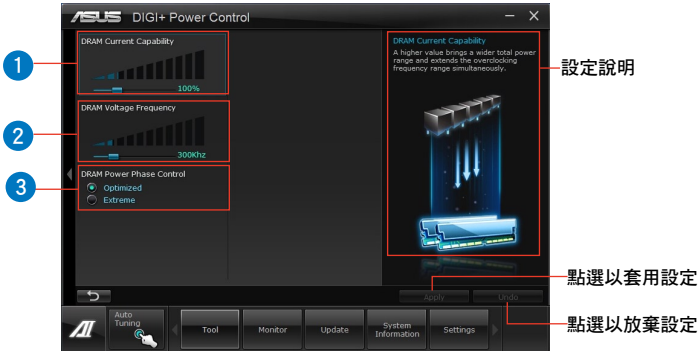 ASUS DIGI+ Power Control
DRAM Current Capability
100%
1
DRAM Voltage Frequency
300Khz
2
DRAM Power Phase Control
Optimized
Extreme
3
DRAM Current Capability
A higher value brings a wider total power
range and extends the overclocking
frequency range simultaneously.
設定說明
Apply
Undo
點選以套用設定
點選以放棄設定
Auto
Tuning
Tool
Monitor
Update
System
Information
Settings